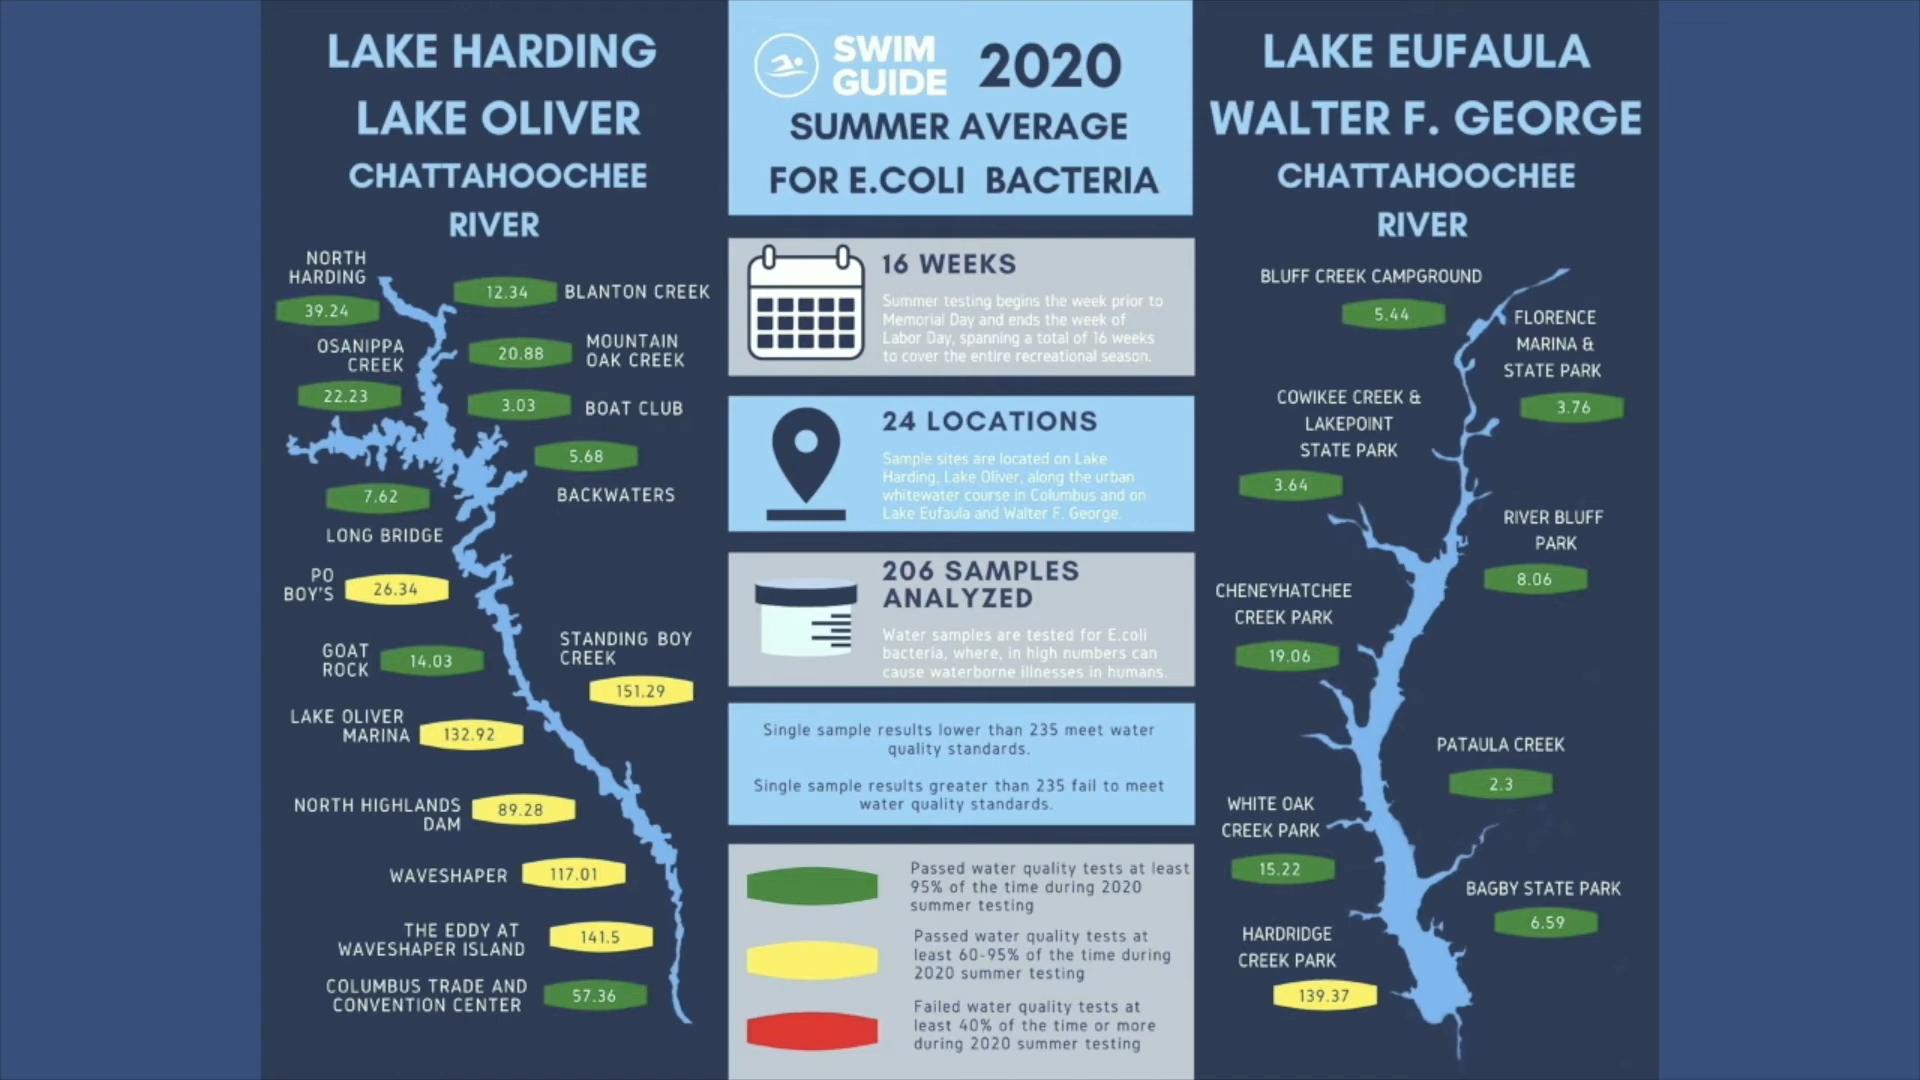 LAKE HARDING
LAKE OLIVER
CHATTAHOOCHEE
RIVER
NORTH
HARDING
39.24
12.34
BLANTON CREEK
OSANIPPA
CREEK
22.23
20.88
MOUNTAIN
OAK CREEK
3.03
BOAT CLUB
5.68
BACKWATERS
7.62
LONG BRIDGE
PO
BOY'S
26.34
GOAT
ROCK
14.03
STANDING BOY
CREEK
151.29
LAKE OLIVER
MARINA
132.92
NORTH HIGHLANDS
DAM
89.28
WAVESHAPER
117.01
THE EDDY AT
WAVESHAPER ISLAND
141.5
COLUMBUS TRADE AND
CONVENTION CENTER
57.36
SWIM
GUIDE
2020
SUMMER AVERAGE
FOR E.COLI BACTERIA
16 WEEKS
Summer testing begins the week prior to
Memorial Day and ends the week of
Labor Day, spanning a total of 16 weeks
to cover the entire recreational season.
24 LOCATIONS
Sample sites are located on Lake
Harding, Lake Oliver, along the urban
whitewater course in Columbus and on
Lake Eufaula and Walter F. George.
206 SAMPLES
ANALYZED
Water samples are tested for E.coli
bacteria, where, in high numbers can
cause waterborne illnesses in humans.
Single sample results lower than 235 meet water
quality standards.
Single sample results greater than 235 fail to meet
water quality standards.
Passed water quality tests at least
95% of the time during 2020
summer testing
Passed water quality tests at
least 60-95% of the time during
2020 summer testing
Failed water quality tests at
least 40% of the time or more
during 2020 summer testing
LAKE EUFAULA
WALTER F. GEORGE
CHATTAHOOCHEE
RIVER
BLUFF CREEK CAMPGROUND
5.44
FLORENCE
MARINA &
STATE PARK
3.76
COWIKEE CREEK &
LAKEPOINT
STATE PARK
3.64
RIVER BLUFF
PARK
8.06
CHENEYHATCHEE
CREEK PARK
19.06
PATAULA CREEK
2.3
WHITE OAK
CREEK PARK
15.22
BAGBY STATE PARK
6.59
HARDRIDGE
CREEK PARK
139.37